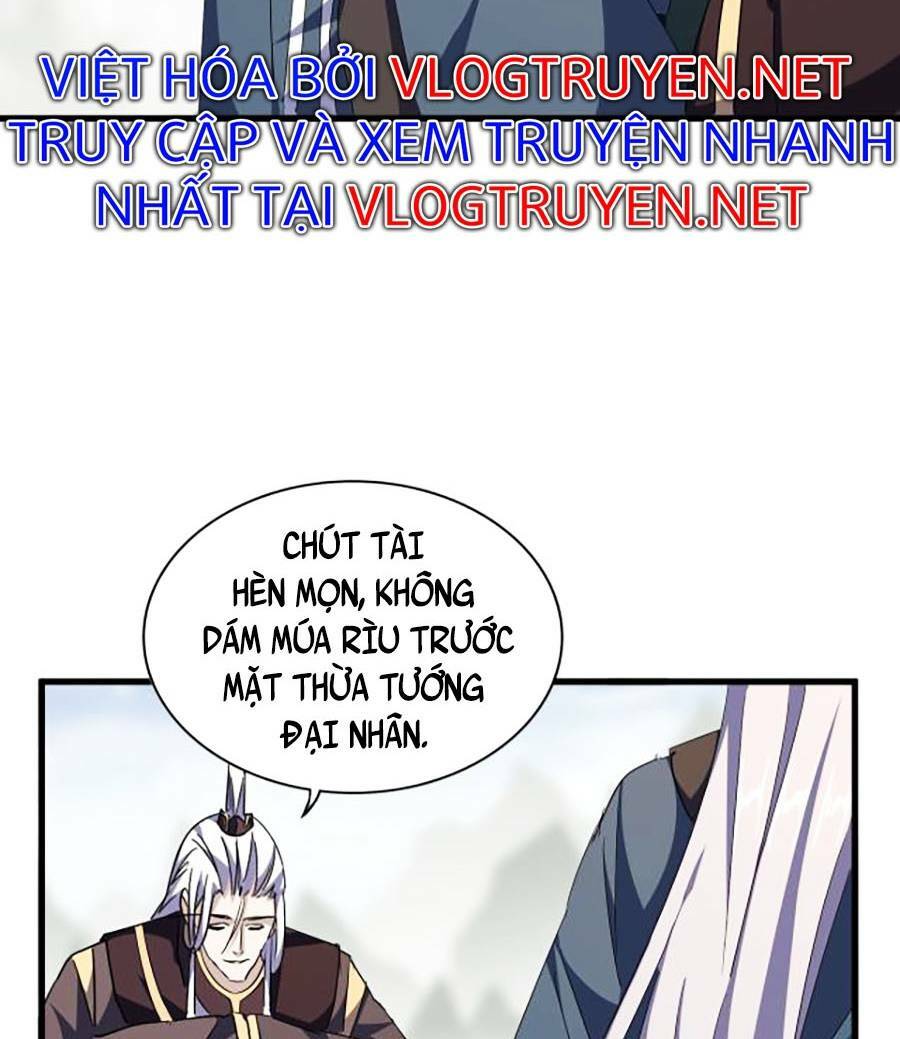 VIỆT HÓA BỞI VLOGTRUYEN.NET
TRUY CẬP VÀ XEM TRUYỆN NHANH
NHẤT TẠI VLOGTRUYEN.NET
CHÚT TÀI
HÈN MỌN, KHÔNG
DÁM MÚA RÌU TRƯỚC
MẶT THỪA TƯỚNG
ĐẠI NHÂN.